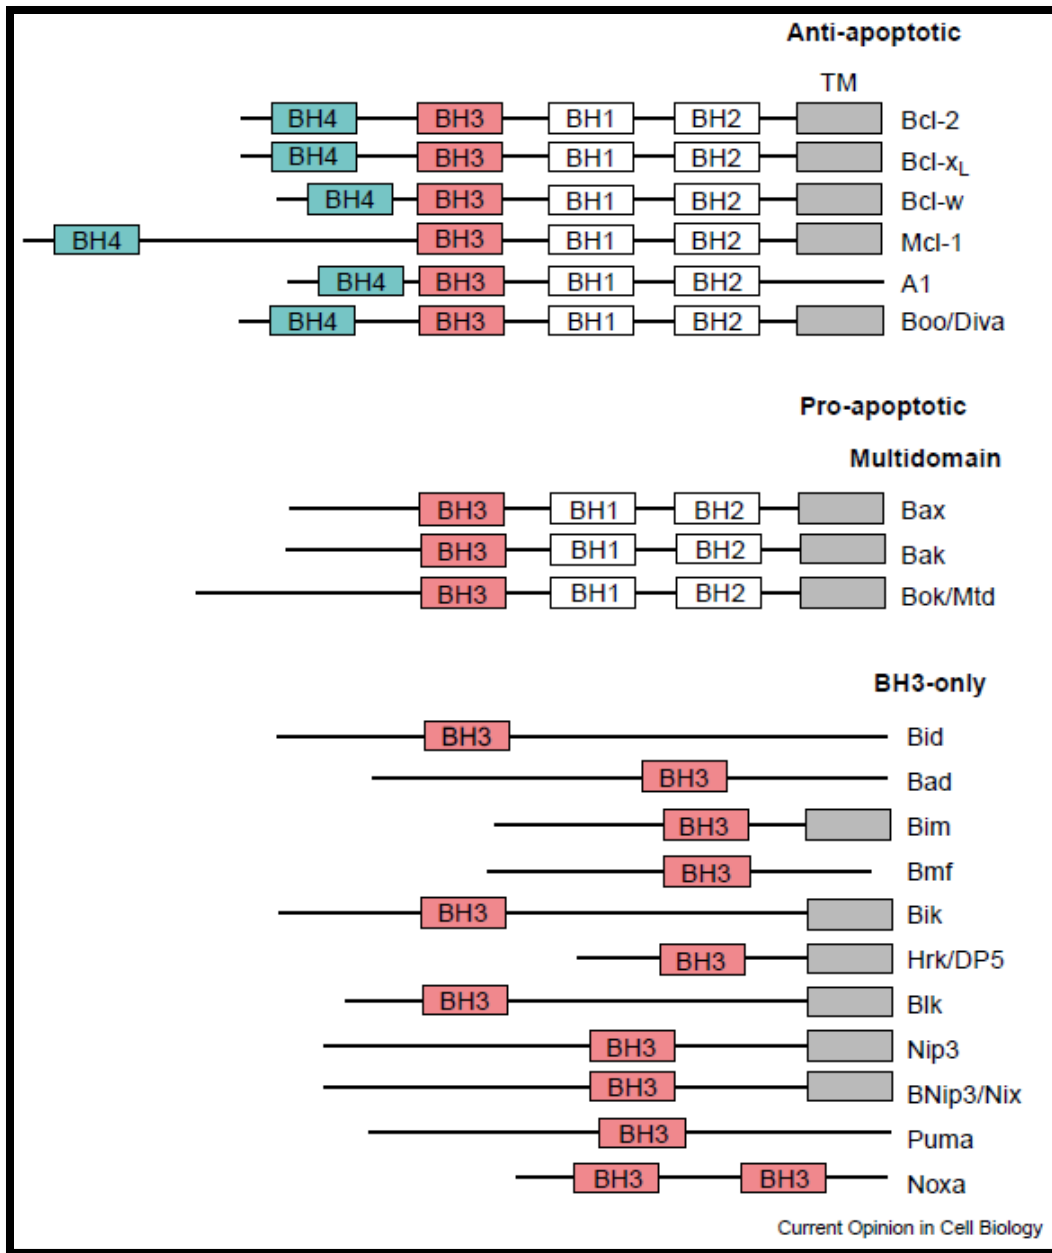 Anti-apoptotic
TM
BH4 BH3 BH1 BH2 Bcl-2
BH4 BH3 BH1 BH2 Bcl-xL
BH4 BH3 BH1 BH2 Bcl-w
BH4 BH3 BH1 BH2 Mcl-1
BH4 BH3 BH1 BH2 A1
BH4 BH3 BH1 BH2 Boo/Diva
Pro-apoptotic
Multidomain
BH3 BH1 BH2 Bax
BH3 BH1 BH2 Bak
BH3 BH1 BH2 Bok/Mtd
BH3-only
BH3 Bid
BH3 Bad
BH3 Bim
BH3 Bmf
BH3 Bik
BH3 Hrk/DP5
BH3 Blk
BH3 Nip3
BH3 BNip3/Nix
BH3 Puma
BH3 BH3 Noxa
Current Opinion in Cell Biology